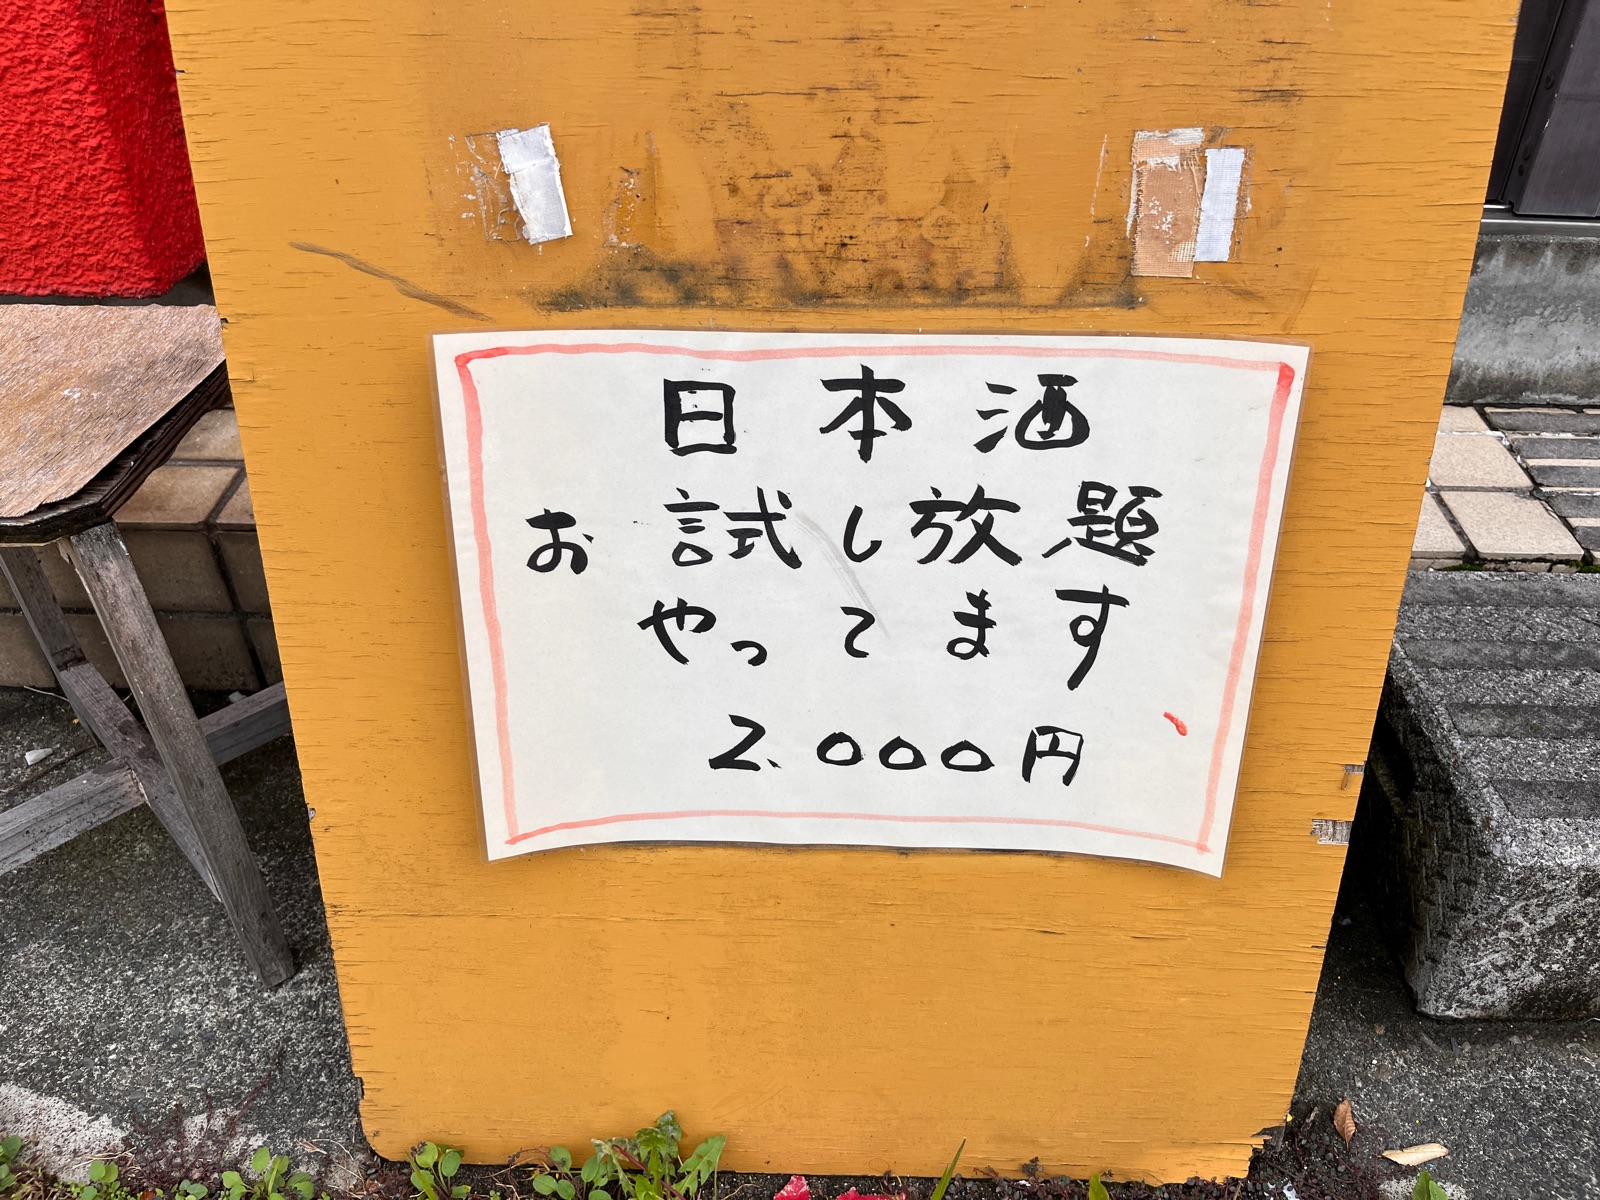 日本酒
お試し放題
やってます
2.000円